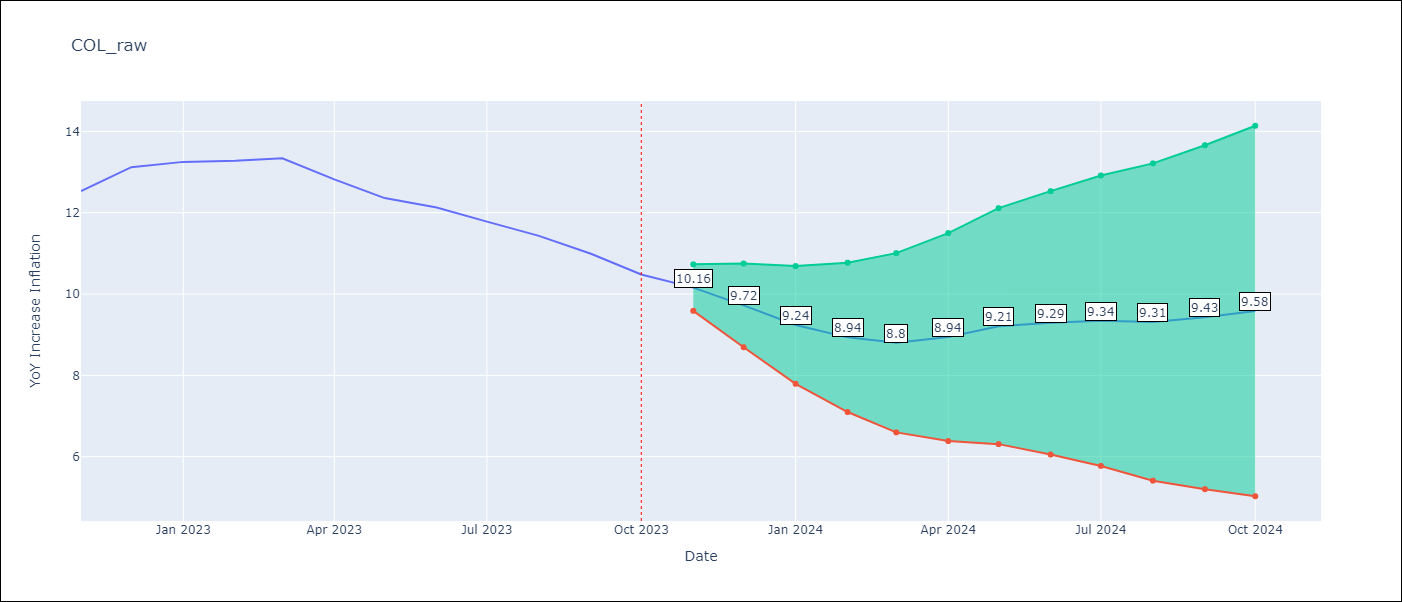 COL_raw
YoY Increase Inflation
14
12
10
8
6
10.16
9.72
9.24
8.94
8.8
8.94
9.21
9.29
9.34
9.31
9.43
9.58
Jan 2023
Apr 2023
Jul 2023
Oct 2023
Jan 2024
Apr 2024
Jul 2024
Oct 2024
Date